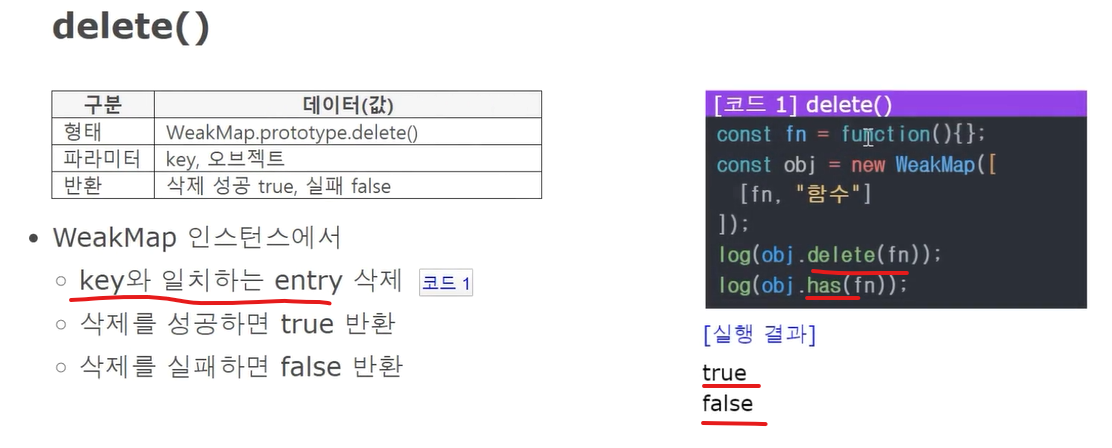 delete()
구분 데이터(값)
형태 WeakMap.prototype.delete()
파라미터 key, 오브젝트
반환 삭제 성공 true, 실패 false
• WeakMap 인스턴스에서
○ key와 일치하는 entry 삭제 코드 1
○ 삭제를 성공하면 true 반환
○ 삭제를 실패하면 false 반환
[코드 1] delete()
const fn = function(){};
const obj = new WeakMap([
[fn, "함수"]
]);
log(obj.delete(fn));
log(obj.has(fn));
[실행 결과]
true
false